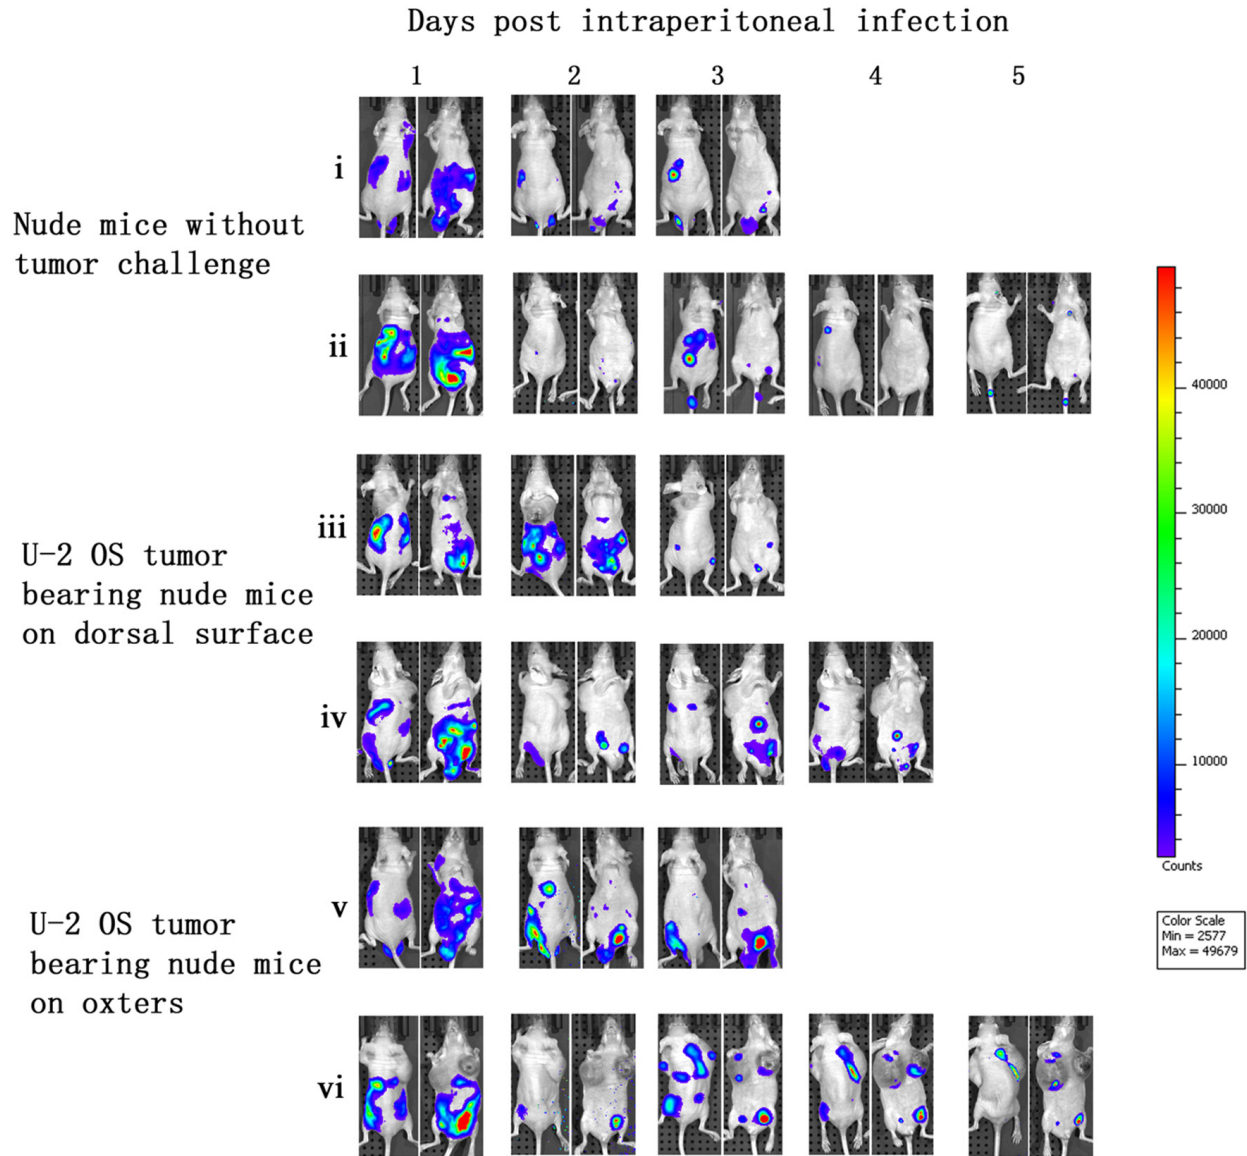 Days post intraperitoneal infection
1 2 3 4 5
i
Nude mice without
tumor challenge
ii
iii
U-2 OS tumor
bearing nude mice
on dorsal surface
iv
v
U-2 OS tumor
bearing nude mice
on oxters
vi
40000
30000
20000
10000
Counts
Color Scale
Min = 2577
Max = 49679